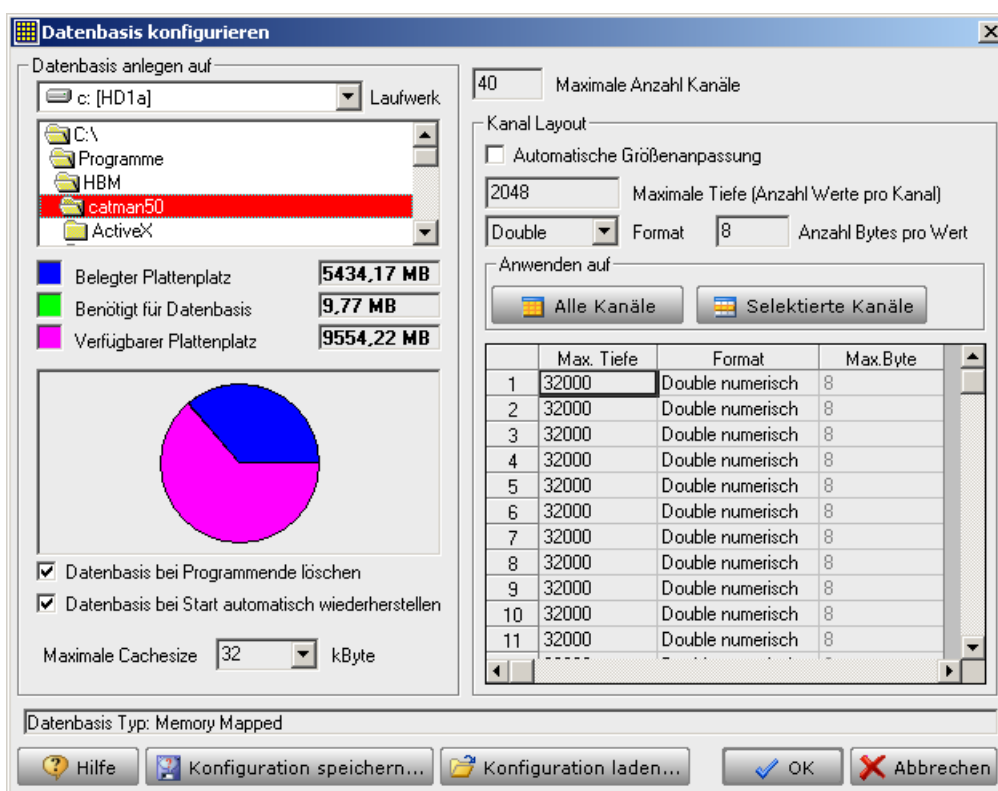 Datenbasis konfigurieren
Datenbasis anlegen auf
c: [HD1a]
Laufwerk
C:\
Programme
HBM
catman50
ActiveX
Belegter Plattenplatz 5434,17 MB
Benötigt für Datenbasis 9,77 MB
Verfügbarer Plattenplatz 9554,22 MB
Datenbasis bei Programmende löschen
Datenbasis bei Start automatisch wiederherstellen
Maximale Cachesize 32 kByte
40 Maximale Anzahl Kanäle
Kanal Layout
Automatische Größenanpassung
2048 Maximale Tiefe (Anzahl Werte pro Kanal)
Double Format 8 Anzahl Bytes pro Wert
Anwenden auf
Alle Kanäle
Selektierte Kanäle
Max. Tiefe Format Max.Byte
1 32000 Double numerisch 8
2 32000 Double numerisch 8
3 32000 Double numerisch 8
4 32000 Double numerisch 8
5 32000 Double numerisch 8
6 32000 Double numerisch 8
7 32000 Double numerisch 8
8 32000 Double numerisch 8
9 32000 Double numerisch 8
10 32000 Double numerisch 8
11 32000 Double numerisch 8
Datenbasis Typ: Memory Mapped
Hilfe
Konfiguration speichern...
Konfiguration laden...
OK
Abbrechen